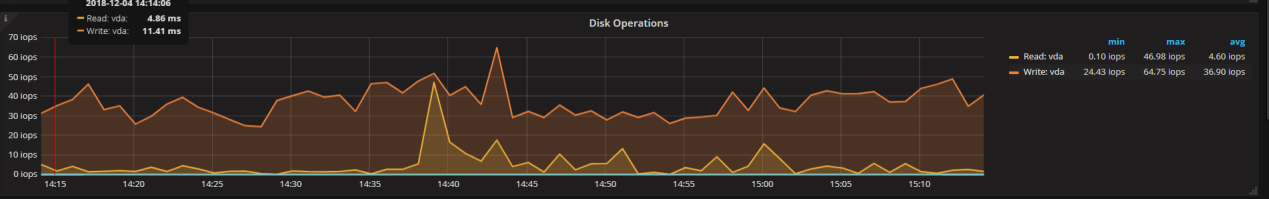 2018-12-04 14:14:06
Read: vda: 4.86 ms
Write: vda: 11.41 ms
i
Disk Operations
70 iops
60 iops
50 iops
40 iops
30 iops
20 iops
10 iops
0 iops
14:15 14:20 14:25 14:30 14:35 14:40 14:45 14:50 14:55 15:00 15:05 15:10
min max avg
Read: vda 0.10 iops 46.98 iops 4.60 iops
Write: vda 24.43 iops 64.75 iops 36.90 iops